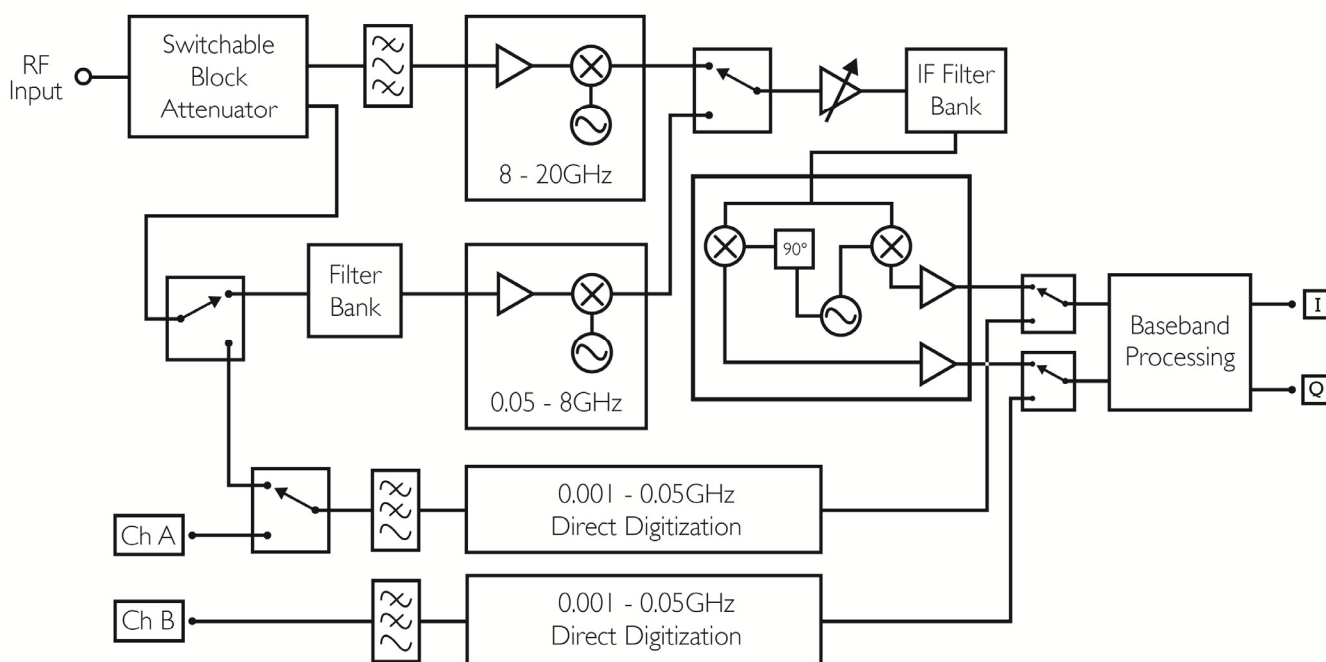 RF
Input
Switchable
Block
Attenuator
8 - 20GHz
IF Filter
Bank
90°
Filter
Bank
0.05 - 8GHz
Baseband
Processing
I
Q
Ch A
0.001 - 0.05GHz
Direct Digitization
Ch B
0.001 - 0.05GHz
Direct Digitization